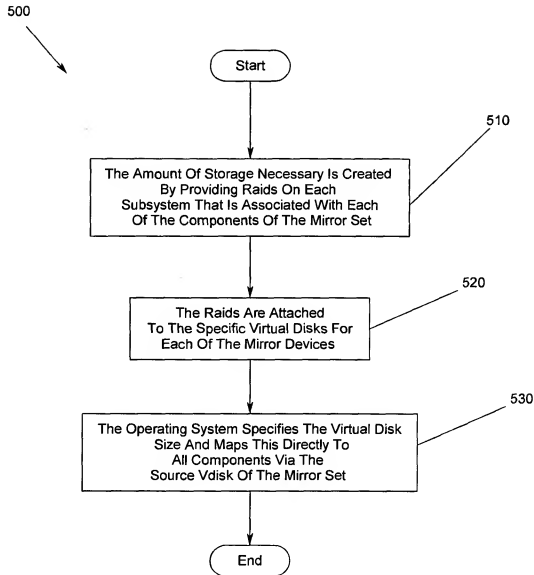 500
Start
510
The Amount Of Storage Necessary Is Created
By Providing Raids On Each
Subsystem That Is Associated With Each
Of The Components Of The Mirror Set
520
The Raids Are Attached
To The Specific Virtual Disks For
Each Of The Mirror Devices
530
The Operating System Specifies The Virtual Disk
Size And Maps This Directly To
All Components Via The
Source Vdisk Of The Mirror Set
End